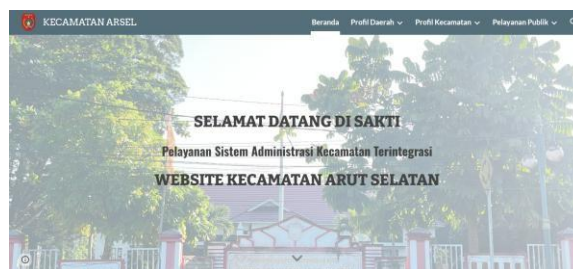 KECAMATAN ARSEL
Beranda Profil Daerah Profil Kecamatan Pelayanan Publik
SELAMAT DATANG DI SAKTI
Pelayanan Sistem Administrasi Kecamatan Terintegrasi
WEBSITE KECAMATAN ARUT SELATAN